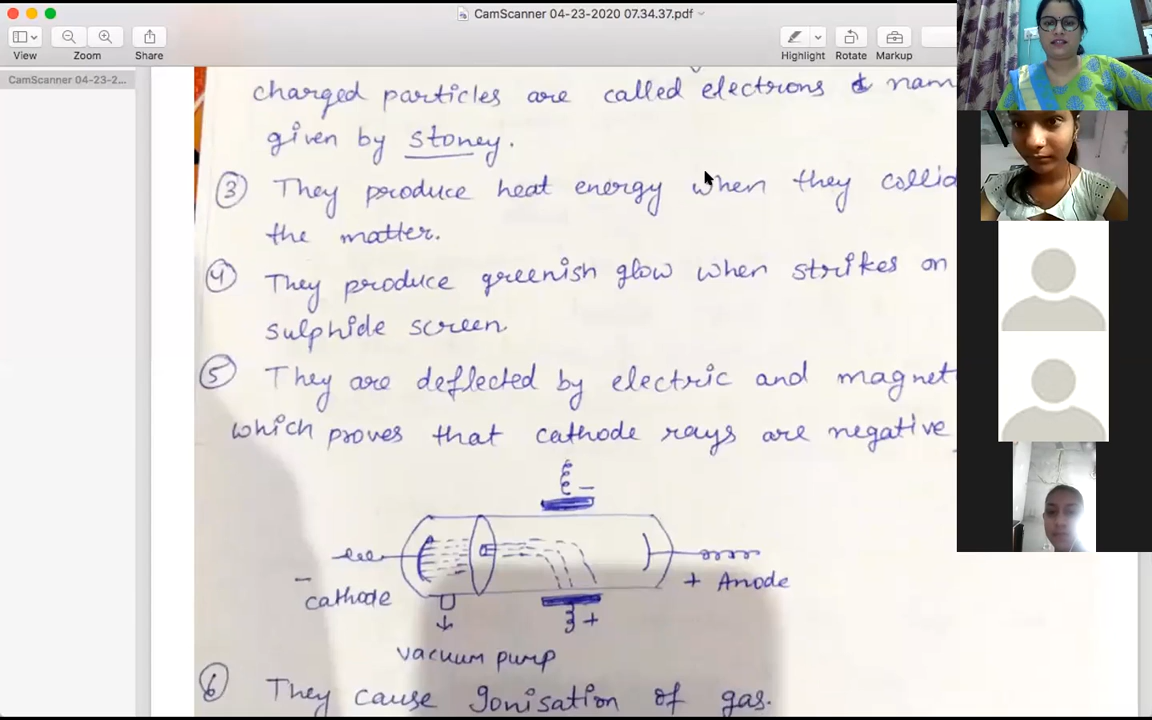 CamScanner 04-23-2020 07.34.37.pdf
View
Zoom
Share
Highlight
Rotate
Markup
CamScanner 04-23-2...
charged particles are called electrons & nam
given by stoney.
③ They produce heat energy when they collid
the matter.
④ They produce greenish glow when strikes on
sulphide screen
⑤ They are deflected by electric and magnet
which proves that cathode rays are negative
−
− cathode
+ Anode
+
vacuum pump
⑥ They cause Ionisation of gas.